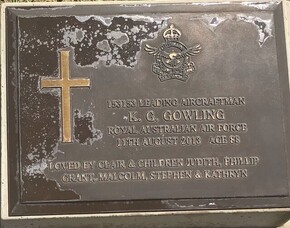 153153 LEADING AIRCRAFTMAN
K. G. GOWLING
ROYAL AUSTRALIAN AIR FORCE
11TH AUGUST 2013 AGE 88
LOVED BY CLAIR & CHILDREN JUDITH, PHILLIP
GRANT, MALCOLM, STEPHEN & KATHRYN